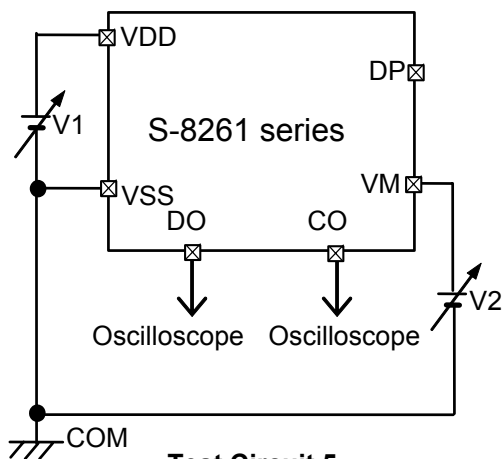 VDD
DP
V1
S-8261 series
VSS
VM
DO
CO
V2
Oscilloscope
Oscilloscope
COM
Test Circuit 5